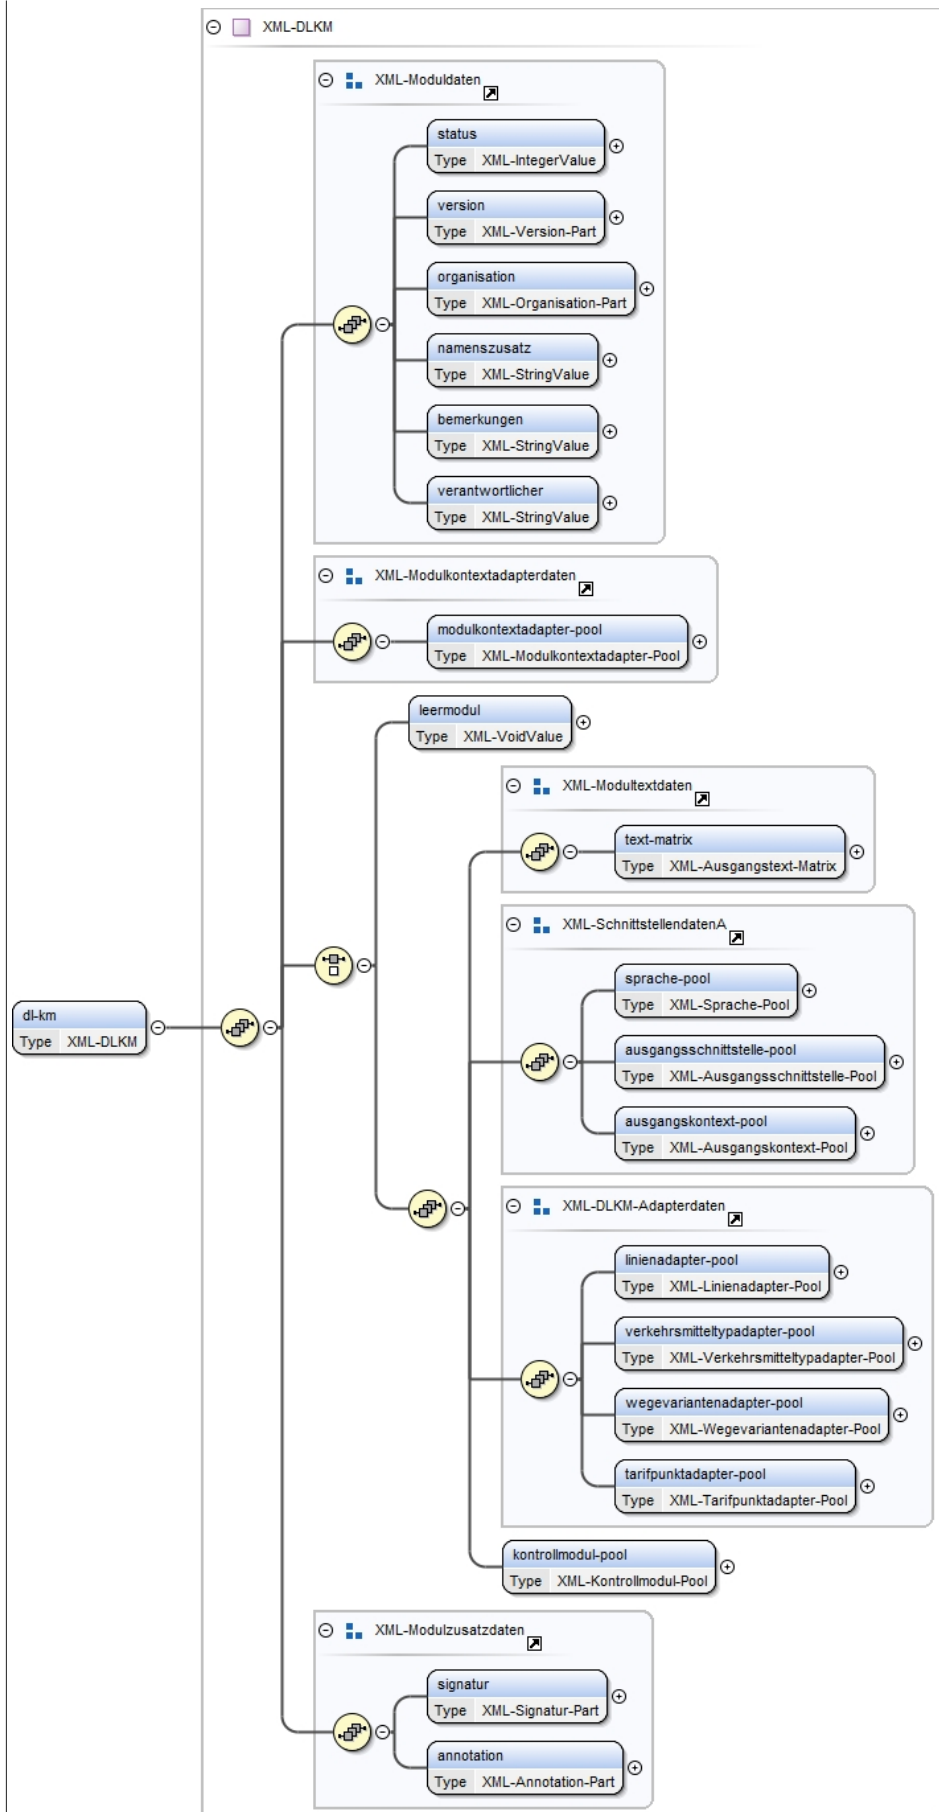 XML-DLKM
XML-Moduldaten
status
Type XML-IntegerValue
version
Type XML-Version-Part
organisation
Type XML-Organisation-Part
namenszusatz
Type XML-StringValue
bemerkungen
Type XML-StringValue
verantwortlicher
Type XML-StringValue
XML-Modulkontextadapterdaten
modulkontextadapter-pool
Type XML-Modulkontextadapter-Pool
leermodul
Type XML-VoidValue
XML-Modultextdaten
text-matrix
Type XML-Ausgangstext-Matrix
XML-SchnittstellendatenA
sprache-pool
Type XML-Sprache-Pool
dl-km
Type XML-DLKM
ausgangsschnittstelle-pool
Type XML-Ausgangsschnittstelle-Pool
ausgangskontext-pool
Type XML-Ausgangskontext-Pool
XML-DLKM-Adapterdaten
linienadapter-pool
Type XML-Linienadapter-Pool
verkehrsmitteltypadapter-pool
Type XML-Verkehrsmitteltypadapter-Pool
wegevariantenadapter-pool
Type XML-Wegevariantenadapter-Pool
tarifpunktadapter-pool
Type XML-Tarifpunktadapter-Pool
kontrollmodul-pool
Type XML-Kontrollmodul-Pool
XML-Modulzusatzdaten
signatur
Type XML-Signatur-Part
annotation
Type XML-Annotation-Part